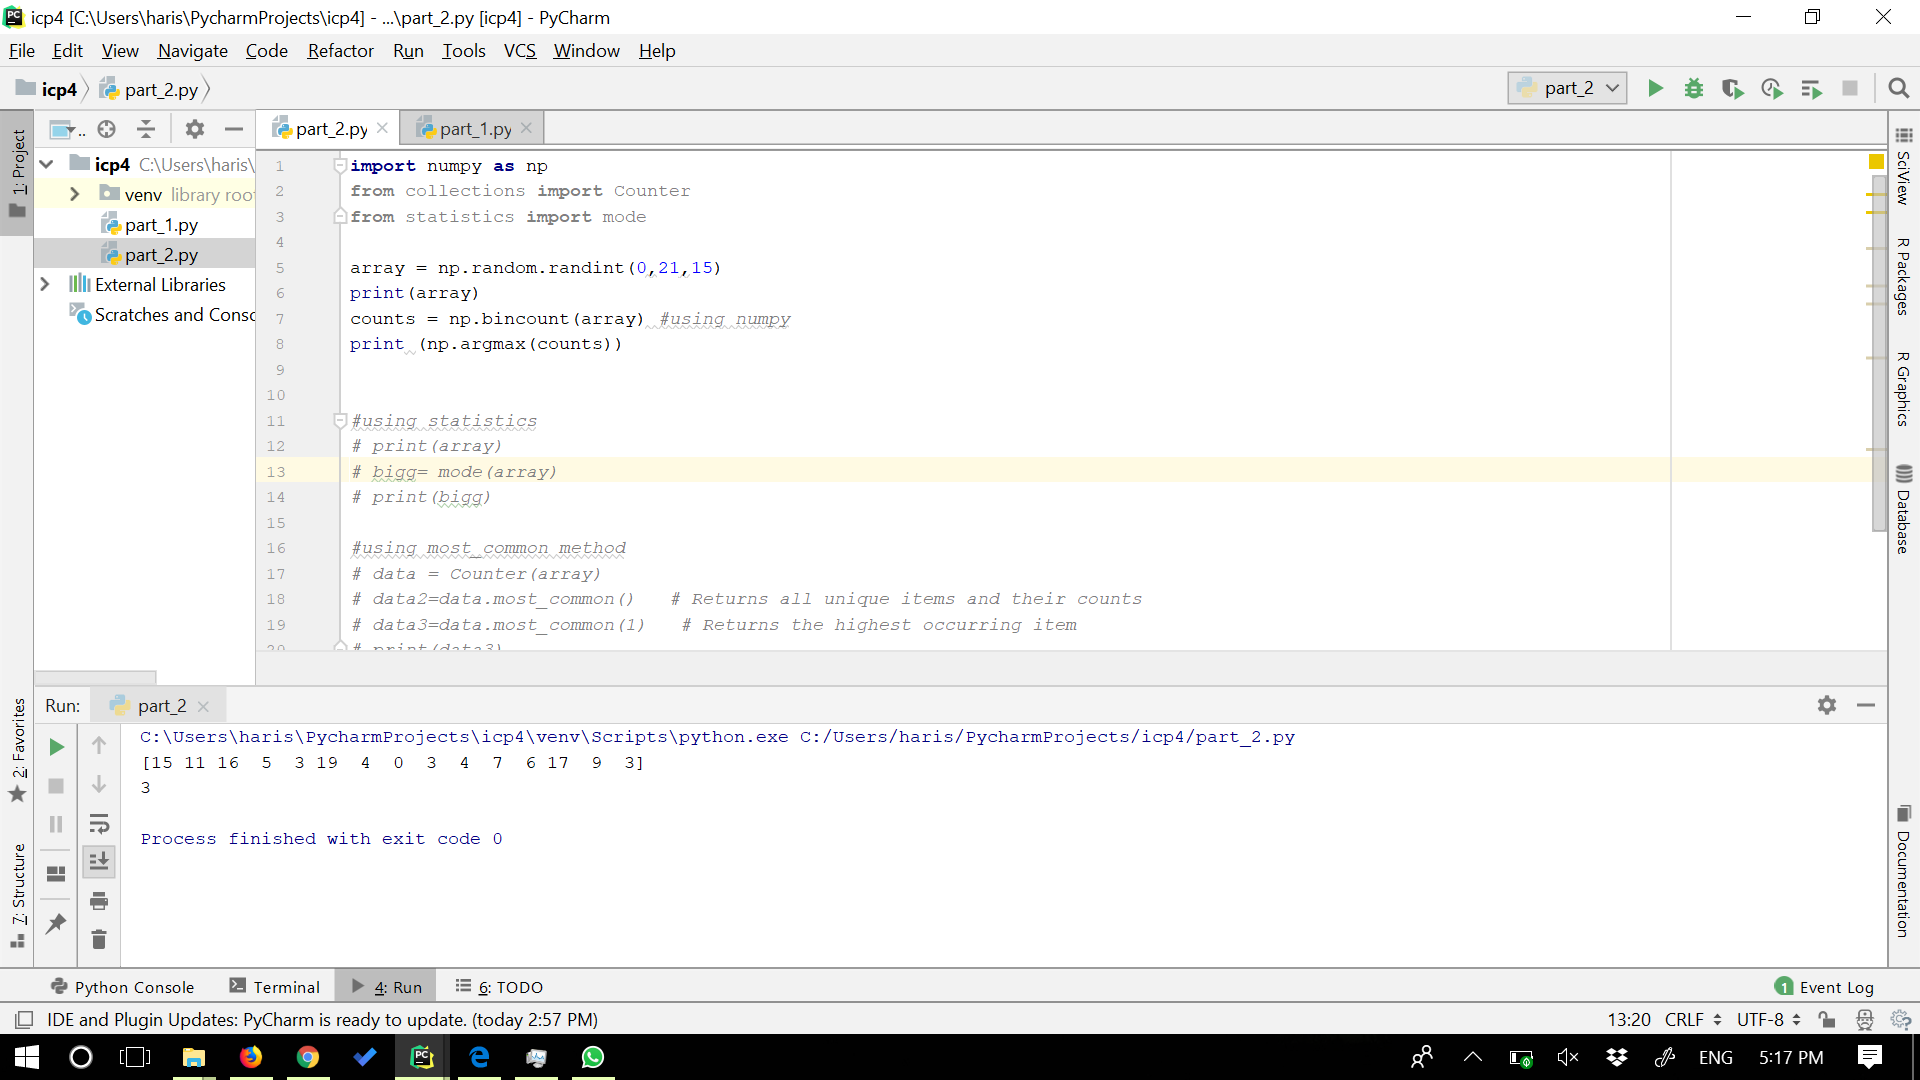 icp4 [C:\Users\haris\PycharmProjects\icp4] - ...\part_2.py [icp4] - PyCharm
File Edit View Navigate Code Refactor Run Tools VCS Window Help
icp4 part_2.py part_2
part_2.py part_1.py
1: Project
icp4 C:\Users\haris\
venv library root
part_1.py
part_2.py
External Libraries
Scratches and Conso
1 import numpy as np
2 from collections import Counter
3 from statistics import mode
4
5 array = np.random.randint(0,21,15)
6 print(array)
7 counts = np.bincount(array) #using numpy
8 print (np.argmax(counts))
9
10
11 #using statistics
12 # print(array)
13 # bigg= mode(array)
14 # print(bigg)
15
16 #using most_common method
17 # data = Counter(array)
18 # data2=data.most_common() # Returns all unique items and their counts
19 # data3=data.most_common(1) # Returns the highest occurring item
20 # print(data3)
SciView
R Packages
R Graphics
Database
Documentation
2: Favorites
7: Structure
Run: part_2
C:\Users\haris\PycharmProjects\icp4\venv\Scripts\python.exe C:/Users/haris/PycharmProjects/icp4/part_2.py
[15 11 16 5 3 19 4 0 3 4 7 6 17 9 3]
3
Process finished with exit code 0
Python Console Terminal 4: Run 6: TODO 1 Event Log
IDE and Plugin Updates: PyCharm is ready to update. (today 2:57 PM) 13:20 CRLF UTF-8
ENG 5:17 PM